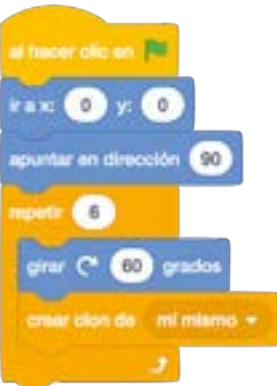 al hacer clic en
ir a x: 0 y: 0
apuntar en dirección 90
repetir 6
girar 60 grados
crear clon de mí mismo